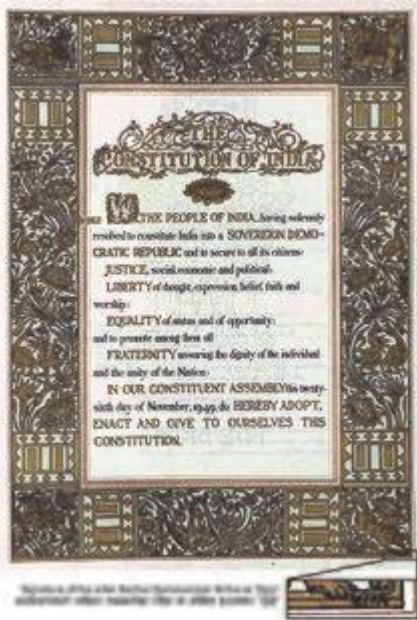 THE
CONSTITUTION OF INDIA
WE, THE PEOPLE OF INDIA, having solemnly
resolved to constitute India into a SOVEREIGN DEMO-
CRATIC REPUBLIC and to secure to all its citizens:
JUSTICE, social, economic and political;
LIBERTY of thought, expression, belief, faith and
worship;
EQUALITY of status and of opportunity;
and to promote among them all
FRATERNITY assuring the dignity of the individual
and the unity of the Nation;
IN OUR CONSTITUENT ASSEMBLY this twenty-
sixth day of November, 1949, do HEREBY ADOPT,
ENACT AND GIVE TO OURSELVES THIS
CONSTITUTION.